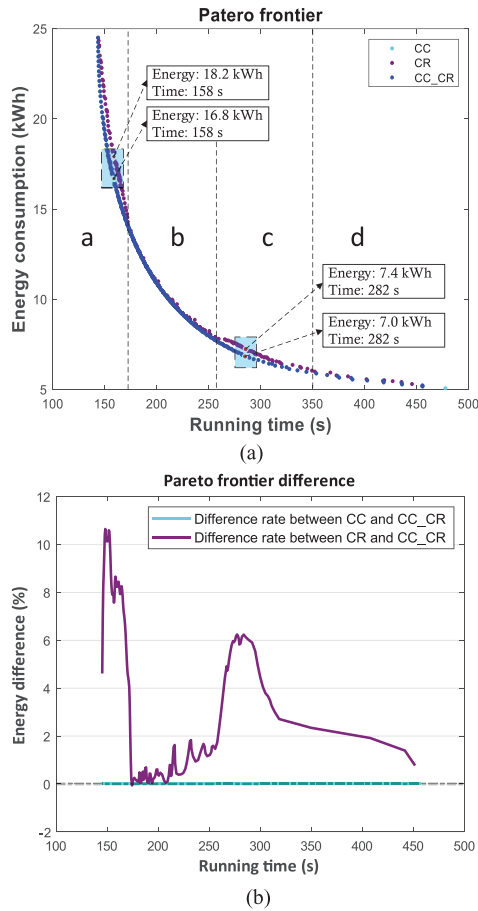 Patero frontier
25
20
15
10
5
Energy consumption (kWh)
CC
CR
CC_CR
Energy: 18.2 kWh
Time: 158 s
Energy: 16.8 kWh
Time: 158 s
a
b
c
d
Energy: 7.4 kWh
Time: 282 s
Energy: 7.0 kWh
Time: 282 s
100 150 200 250 300 350 400 450 500
Running time (s)
(a)
Pareto frontier difference
12
10
8
6
4
2
0
-2
Energy difference (%)
Difference rate between CC and CC_CR
Difference rate between CR and CC_CR
100 150 200 250 300 350 400 450 500
Running time (s)
(b)